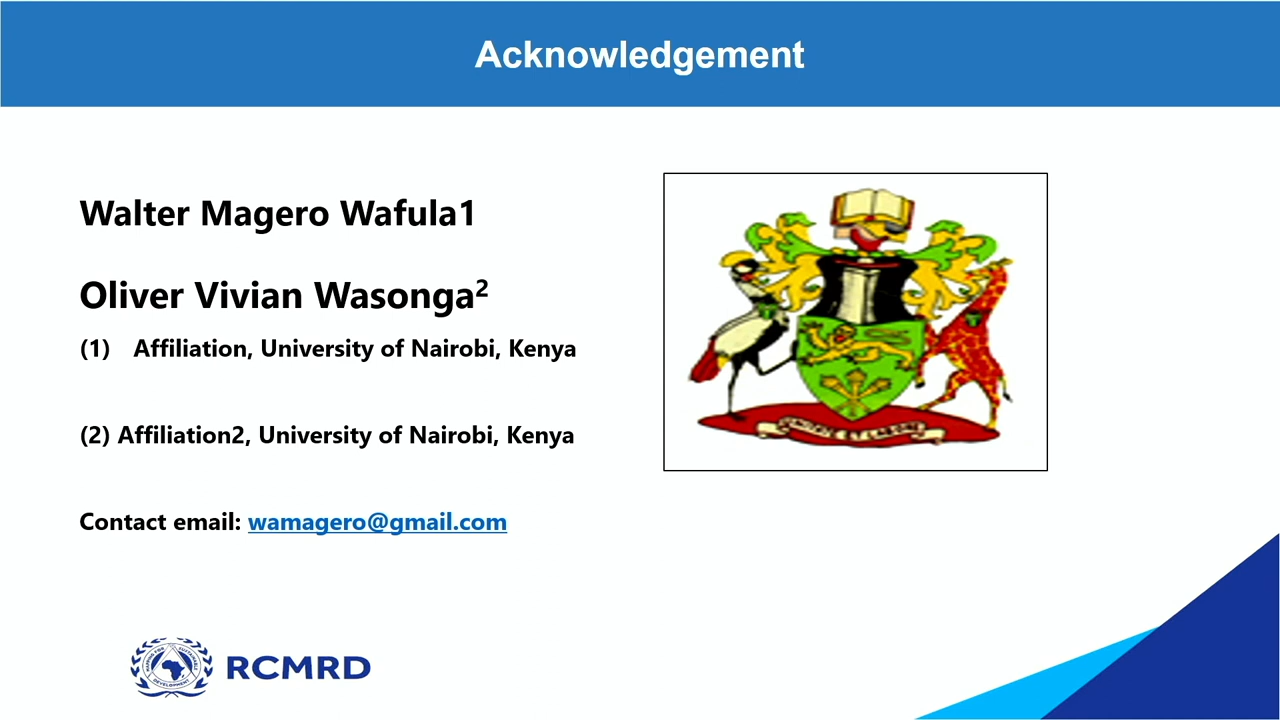 Acknowledgement
Walter Magero Wafula1
Oliver Vivian Wasonga²
(1) Affiliation, University of Nairobi, Kenya
(2) Affiliation2, University of Nairobi, Kenya
Contact email: wamagero@gmail.com
RCMRD